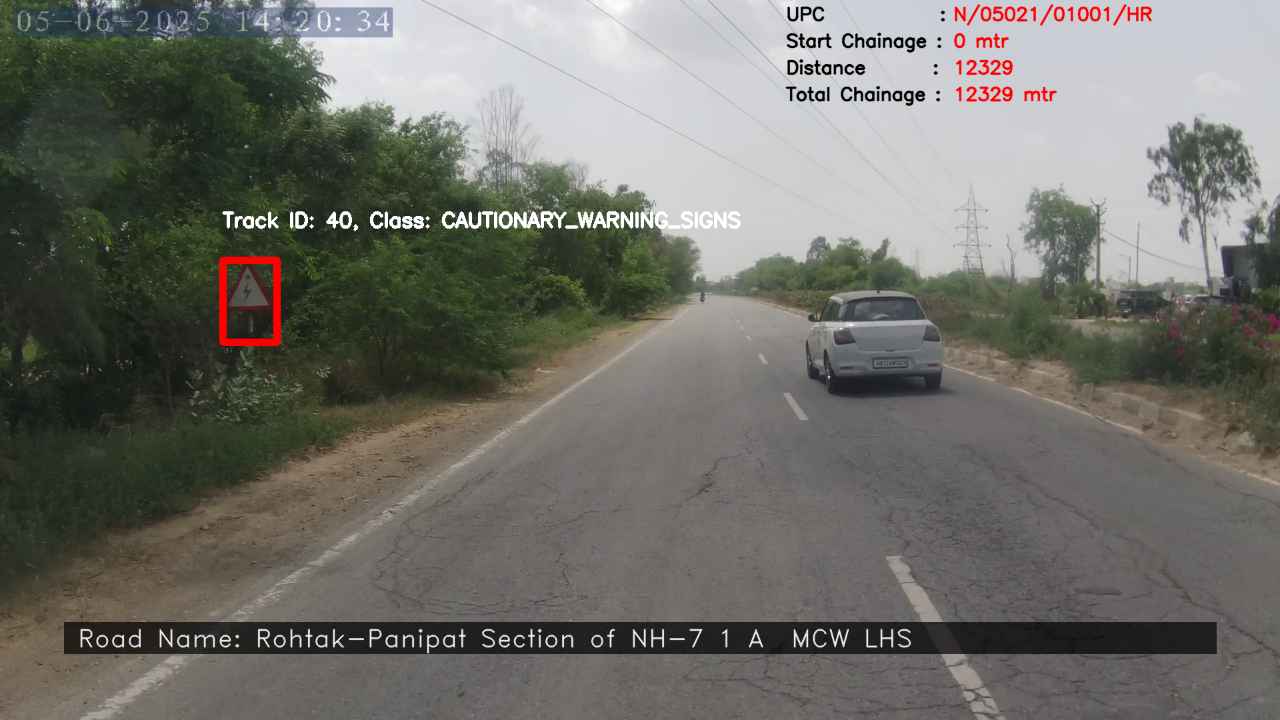 05-06-2025 14:20:34
UPC : N/05021/01001/HR
Start Chainage : 0 mtr
Distance : 12329
Total Chainage : 12329 mtr
Track ID: 40, Class: CAUTIONARY_WARNING_SIGNS
Road Name: Rohtak-Panipat Section of NH-7 1 A MCW LHS